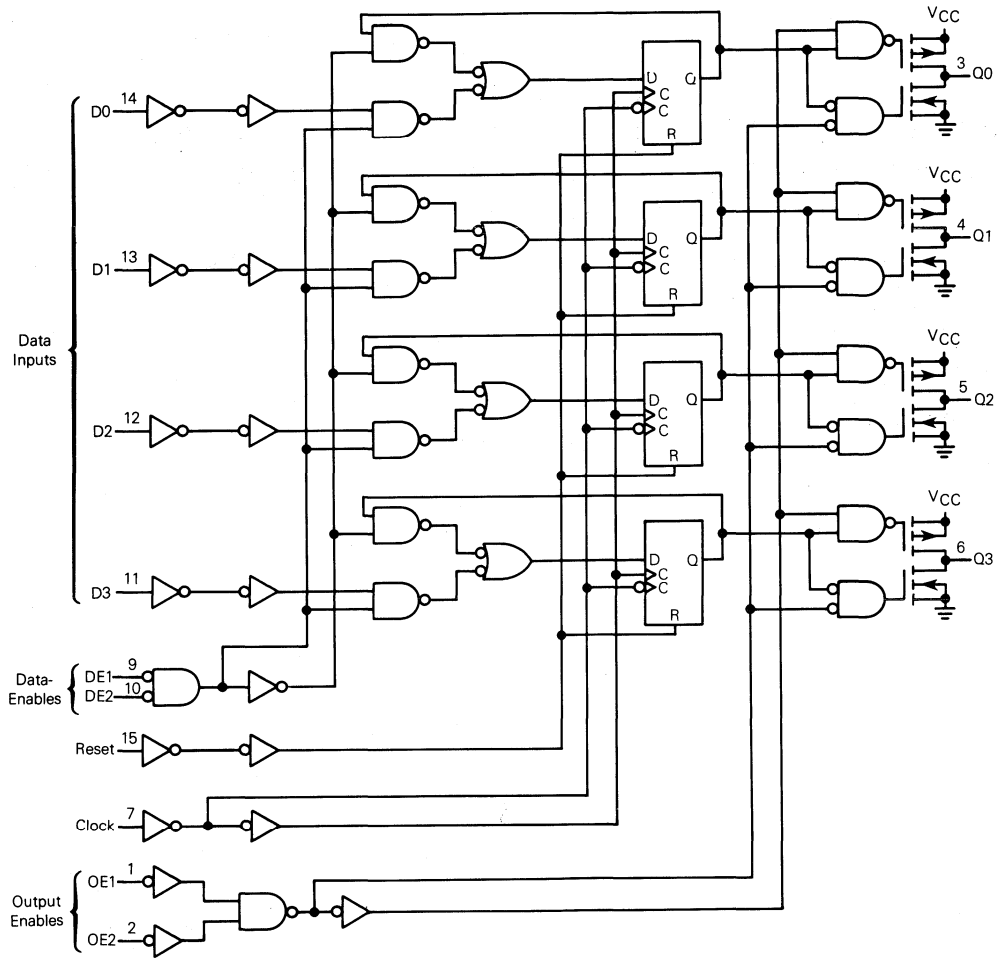 VCC
3
Q0
D Q
C
C
R
D0 14
VCC
4
Q1
D Q
C
C
R
D1 13
Data
Inputs
VCC
5
Q2
D Q
C
C
R
D2 12
VCC
6
Q3
D Q
C
C
R
D3 11
Data-
Enables
DE1 9
DE2 10
Reset 15
Clock 7
Output
Enables
OE1 1
OE2 2